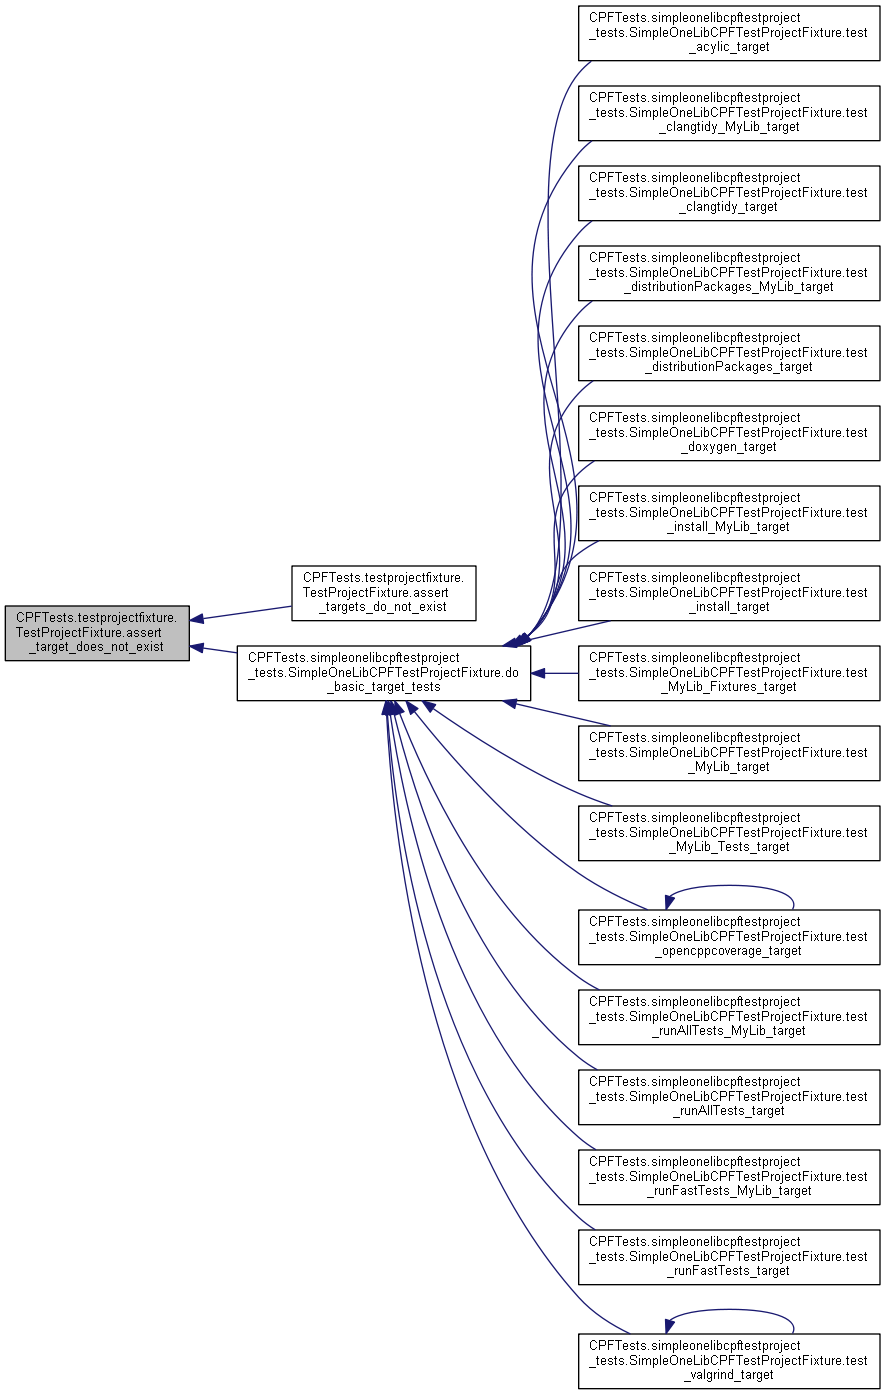 CPFTests.simpleonelibcpftestproject
_tests.SimpleOneLibCPFTestProjectFixture.test
_acylic_target
CPFTests.simpleonelibcpftestproject
_tests.SimpleOneLibCPFTestProjectFixture.test
_clangtidy_MyLib_target
CPFTests.simpleonelibcpftestproject
_tests.SimpleOneLibCPFTestProjectFixture.test
_clangtidy_target
CPFTests.simpleonelibcpftestproject
_tests.SimpleOneLibCPFTestProjectFixture.test
_distributionPackages_MyLib_target
CPFTests.simpleonelibcpftestproject
_tests.SimpleOneLibCPFTestProjectFixture.test
_distributionPackages_target
CPFTests.simpleonelibcpftestproject
_tests.SimpleOneLibCPFTestProjectFixture.test
_doxygen_target
CPFTests.simpleonelibcpftestproject
_tests.SimpleOneLibCPFTestProjectFixture.test
_install_MyLib_target
CPFTests.testprojectfixture.
TestProjectFixture.assert
_targets_do_not_exist
CPFTests.simpleonelibcpftestproject
_tests.SimpleOneLibCPFTestProjectFixture.test
_install_target
CPFTests.testprojectfixture.
TestProjectFixture.assert
_target_does_not_exist
CPFTests.simpleonelibcpftestproject
_tests.SimpleOneLibCPFTestProjectFixture.do
_basic_target_tests
CPFTests.simpleonelibcpftestproject
_tests.SimpleOneLibCPFTestProjectFixture.test
_MyLib_Fixtures_target
CPFTests.simpleonelibcpftestproject
_tests.SimpleOneLibCPFTestProjectFixture.test
_MyLib_target
CPFTests.simpleonelibcpftestproject
_tests.SimpleOneLibCPFTestProjectFixture.test
_MyLib_Tests_target
CPFTests.simpleonelibcpftestproject
_tests.SimpleOneLibCPFTestProjectFixture.test
_opencppcoverage_target
CPFTests.simpleonelibcpftestproject
_tests.SimpleOneLibCPFTestProjectFixture.test
_runAllTests_MyLib_target
CPFTests.simpleonelibcpftestproject
_tests.SimpleOneLibCPFTestProjectFixture.test
_runAllTests_target
CPFTests.simpleonelibcpftestproject
_tests.SimpleOneLibCPFTestProjectFixture.test
_runFastTests_MyLib_target
CPFTests.simpleonelibcpftestproject
_tests.SimpleOneLibCPFTestProjectFixture.test
_runFastTests_target
CPFTests.simpleonelibcpftestproject
_tests.SimpleOneLibCPFTestProjectFixture.test
_valgrind_target